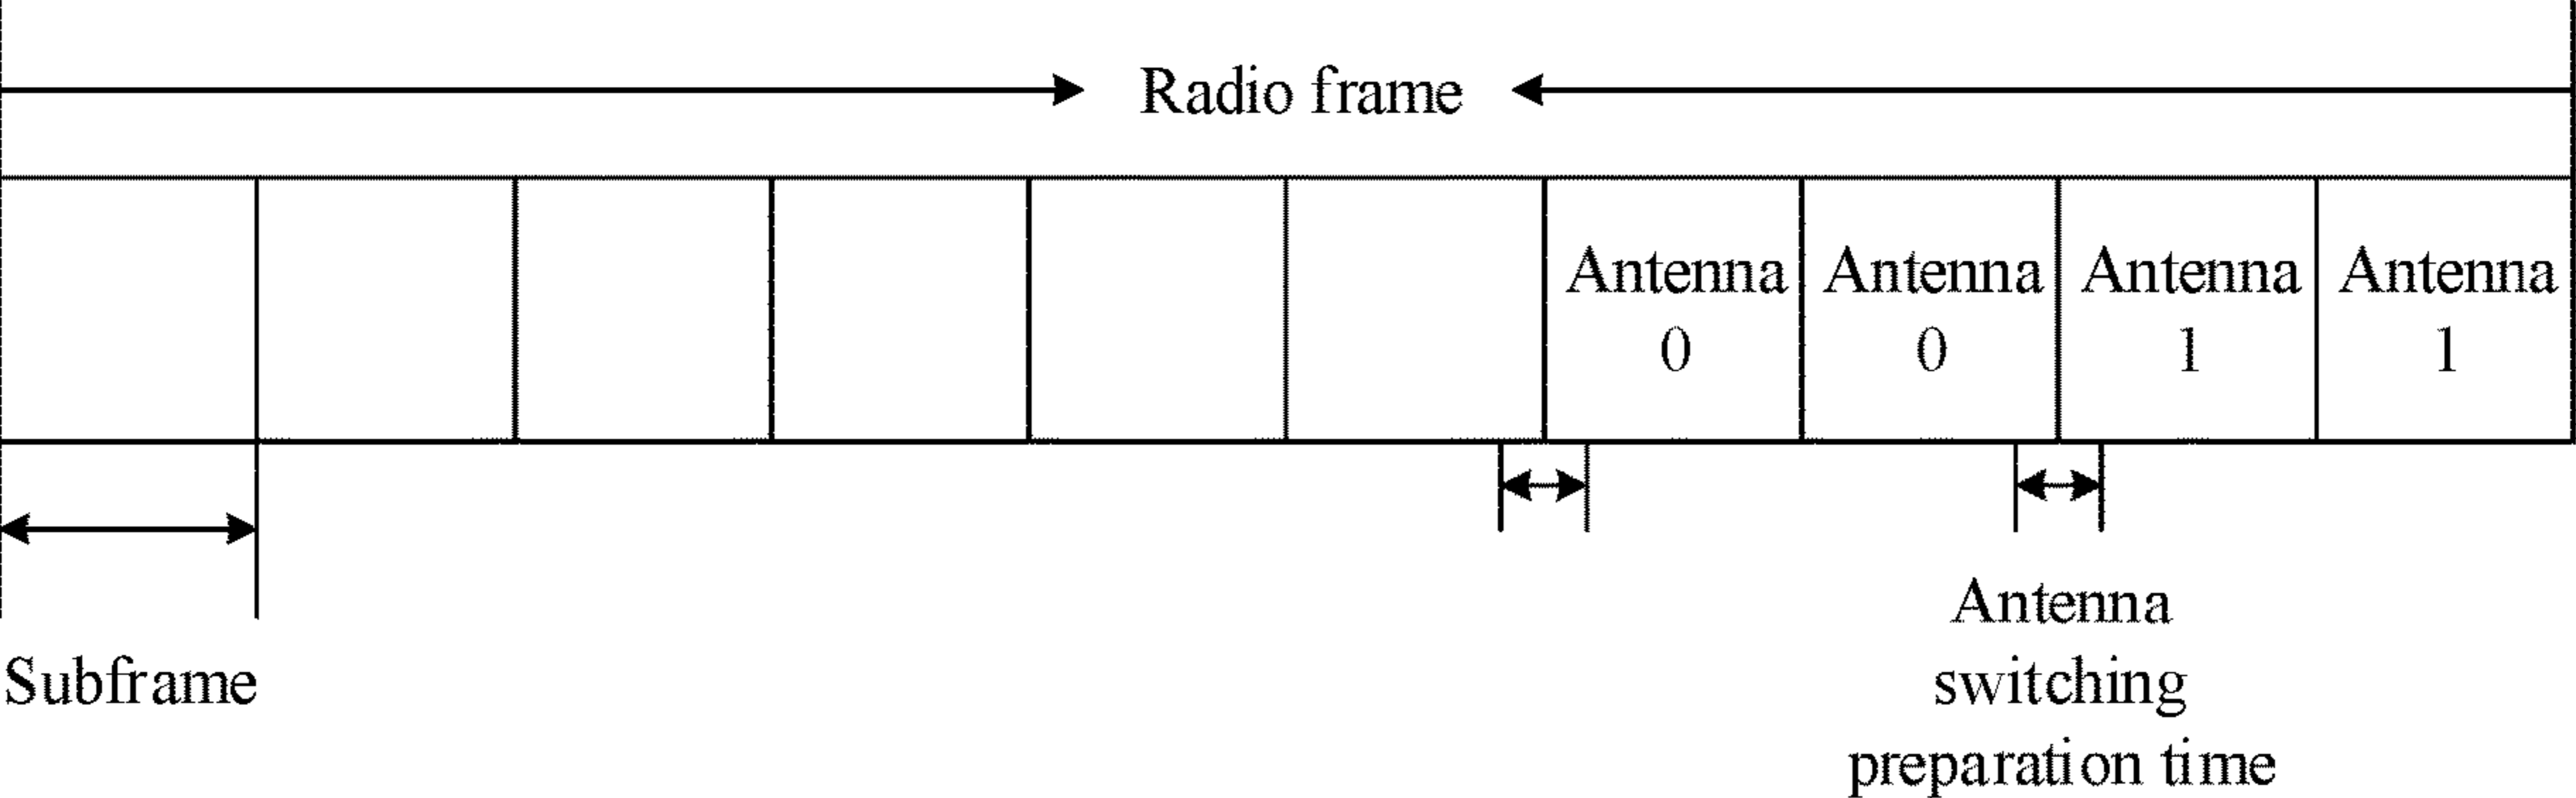 Radio frame
Antenna Antenna Antenna Antenna
0 0 1 1
Subframe
Antenna
switching
preparation time